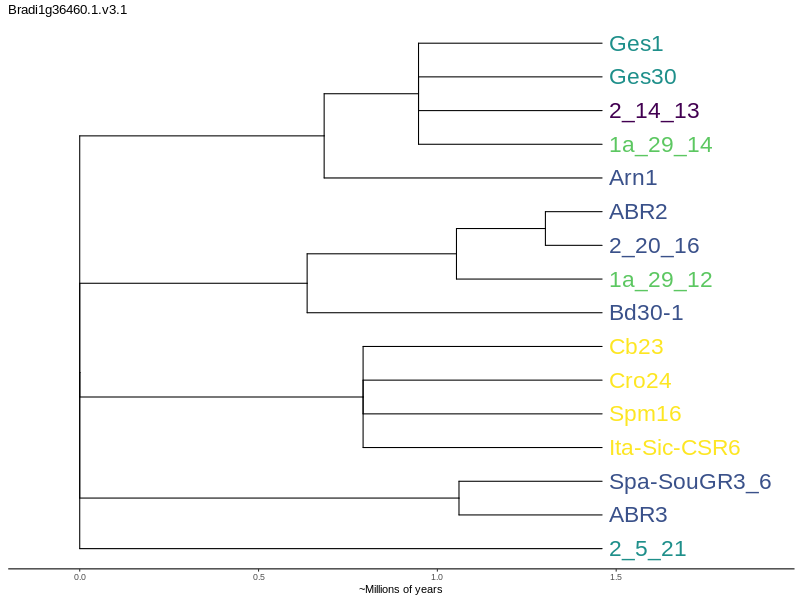 Bradi1g36460.1.v3.1
Ges1
Ges30
2_14_13
1a_29_14
Arn1
ABR2
2_20_16
1a_29_12
Bd30-1
Cb23
Cro24
Spm16
Ita-Sic-CSR6
Spa-SouGR3_6
ABR3
2_5_21
0.0 0.5 1.0 1.5
~Millions of years